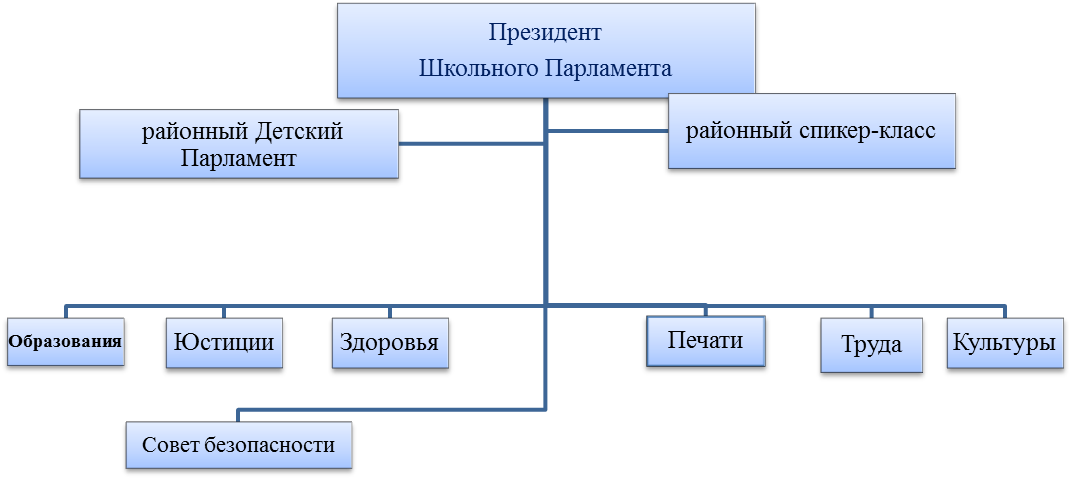 Президент
Школьного Парламента
районный Детский
Парламент
районный спикер-класс
Образования
Юстиции
Здоровья
Печати
Труда
Культуры
Совет безопасности